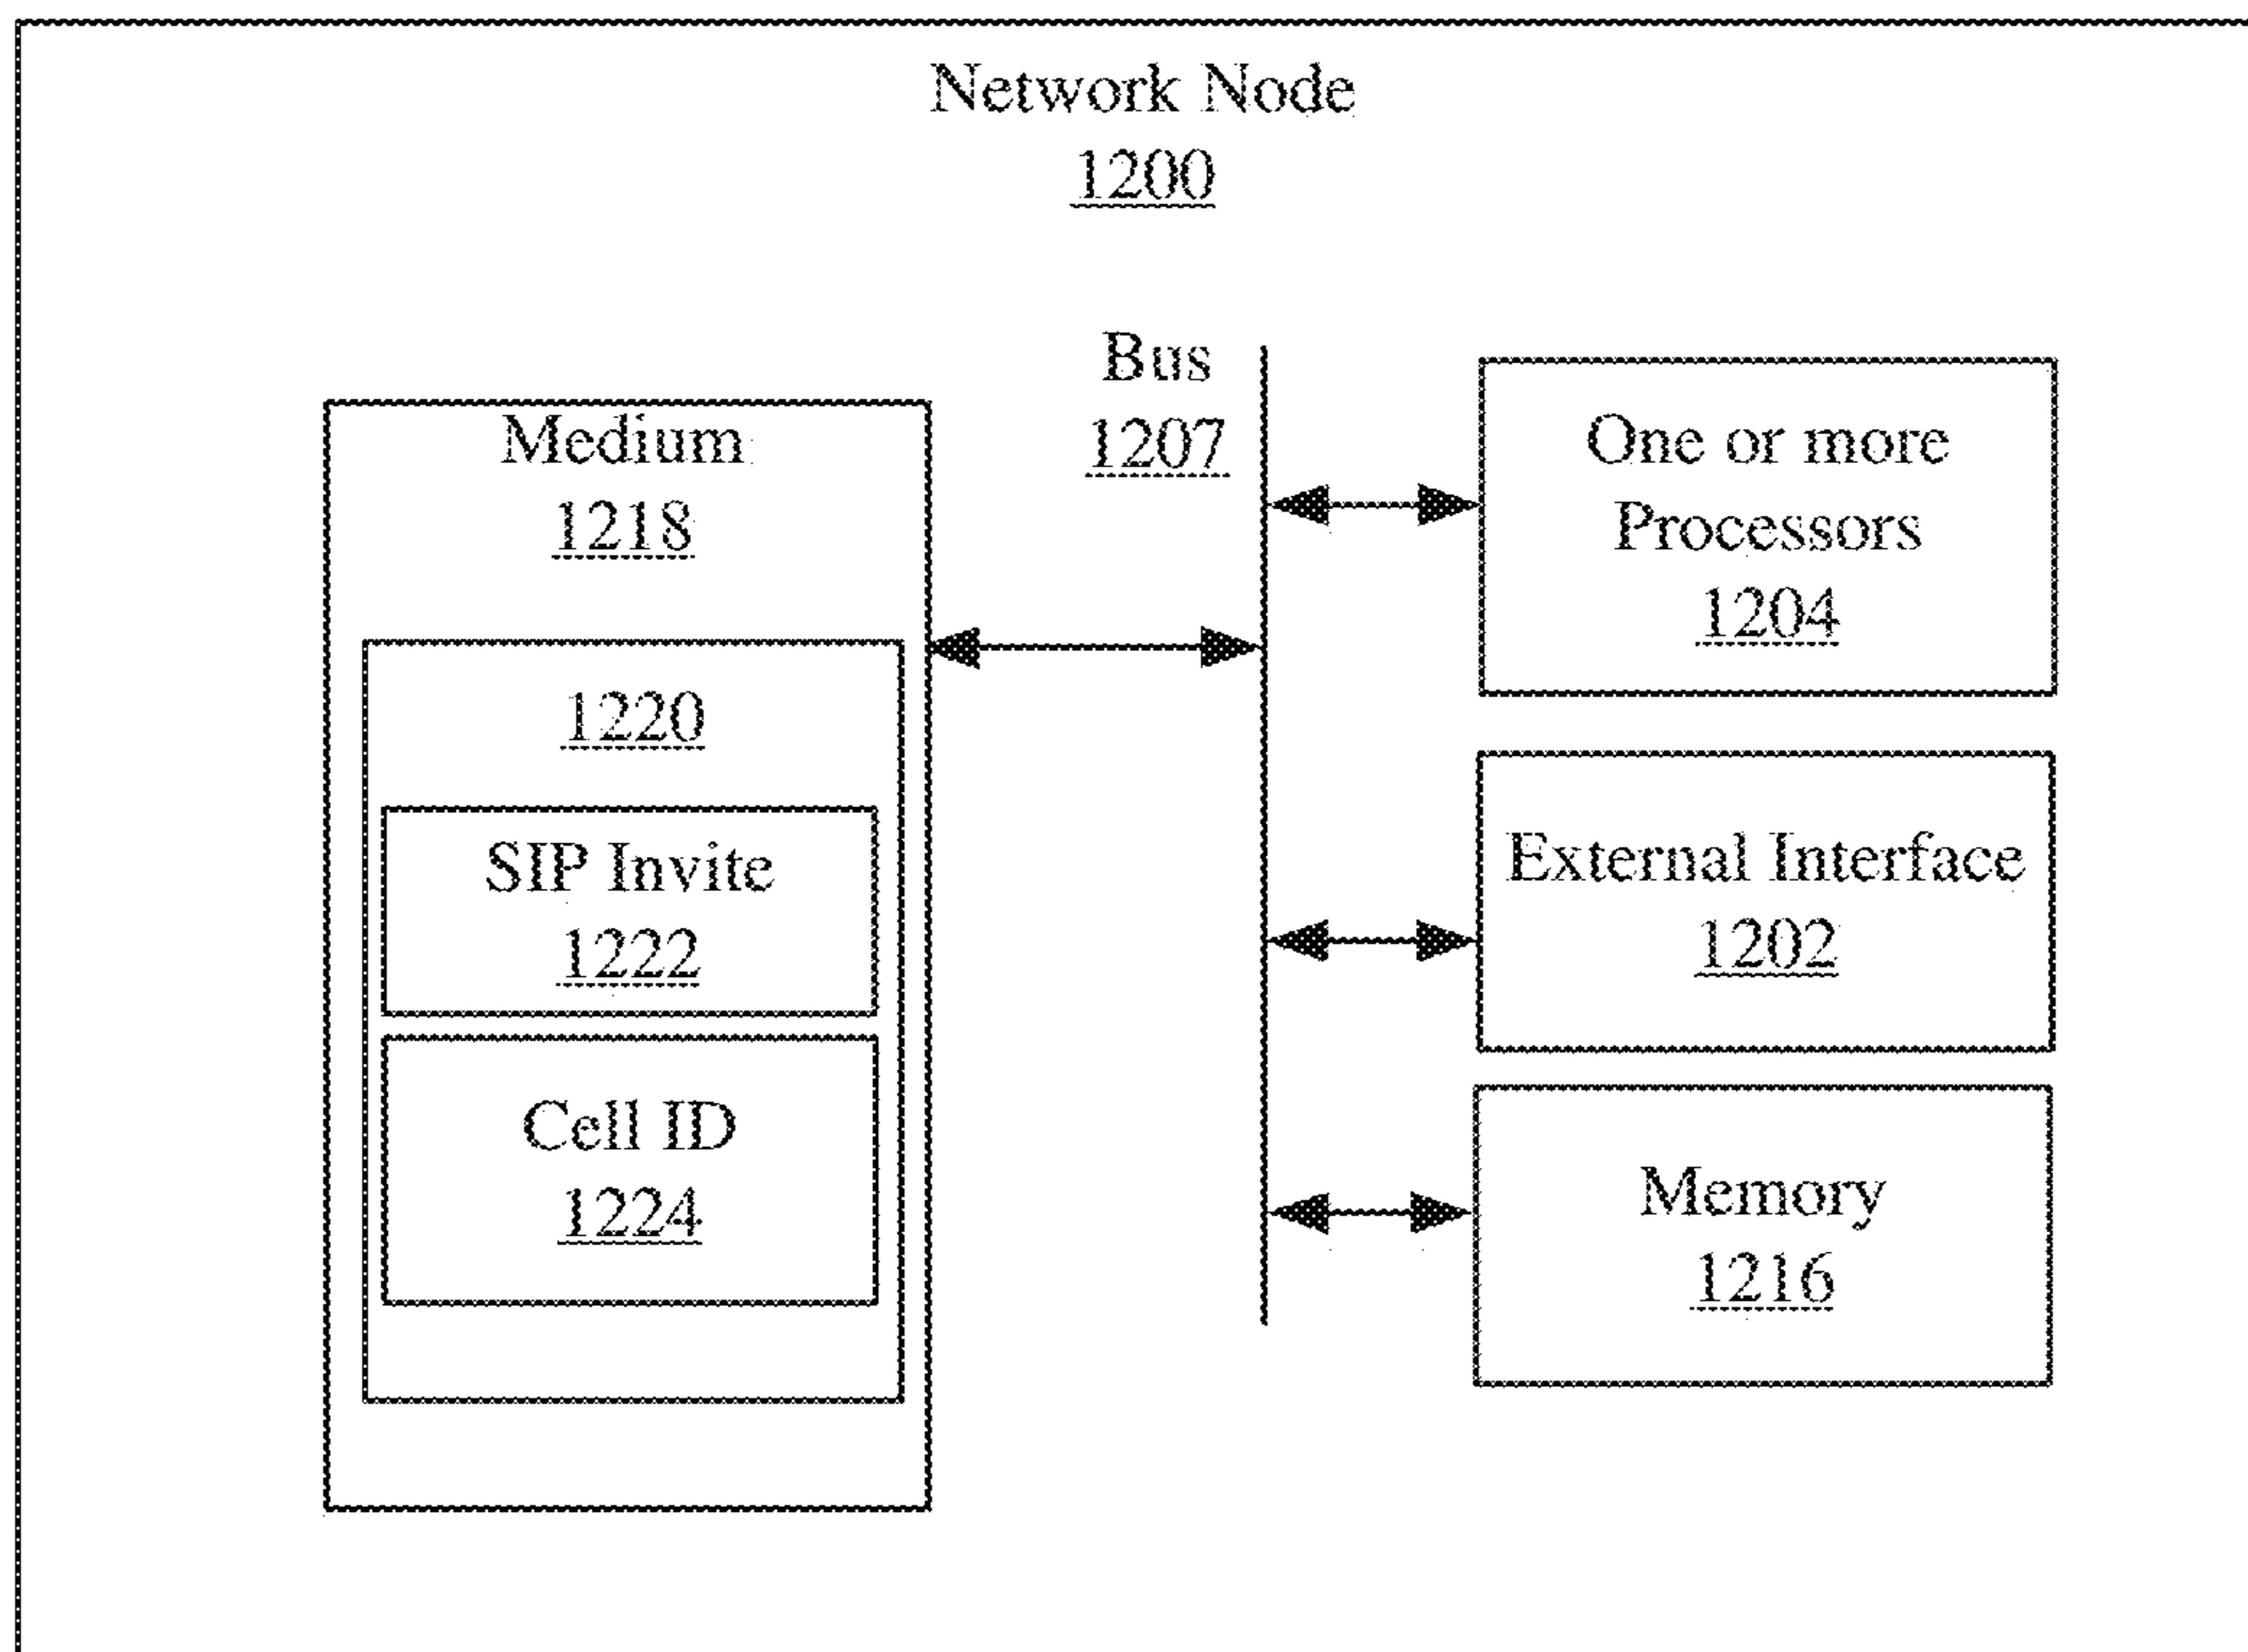 Network Node
1200
Bus
1207
Medium
1218
1220
SIP Invite
1222
Cell ID
1224
One or more
Processors
1204
External Interface
1202
Memory
1216